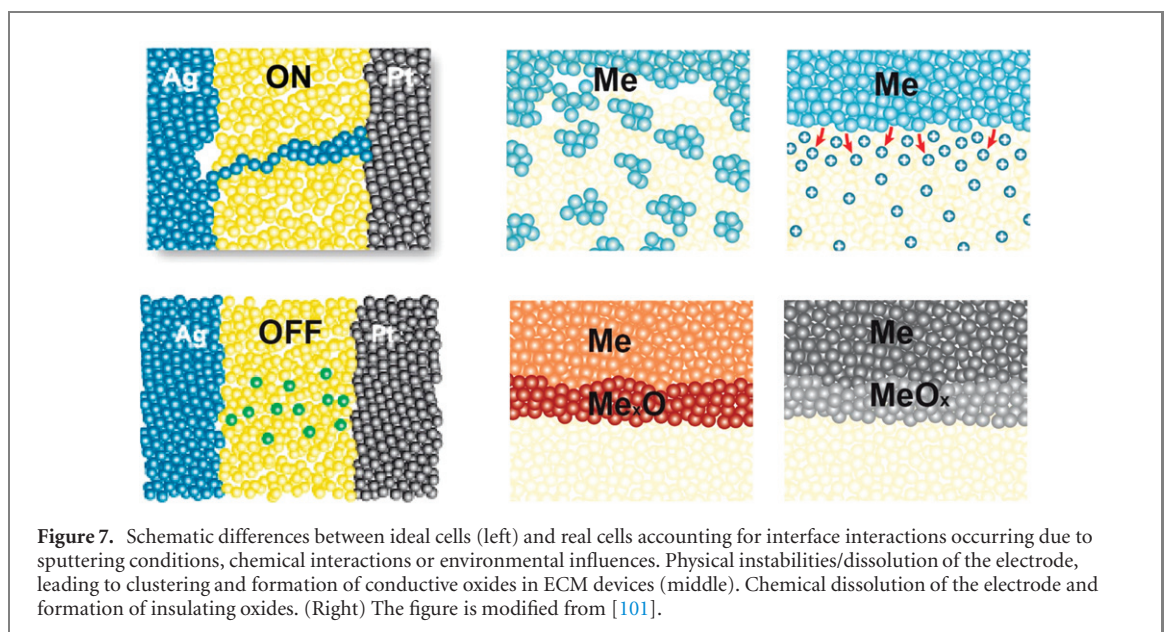 Ag ON Pt
Me
Me
Ag OFF Pt
Me
MeₓO
Me
MeOₓ
Figure 7. Schematic differences between ideal cells (left) and real cells accounting for interface interactions occurring due to
sputtering conditions, chemical interactions or environmental influences. Physical instabilities/dissolution of the electrode,
leading to clustering and formation of conductive oxides in ECM devices (middle). Chemical dissolution of the electrode and
formation of insulating oxides. (Right) The figure is modified from [101].